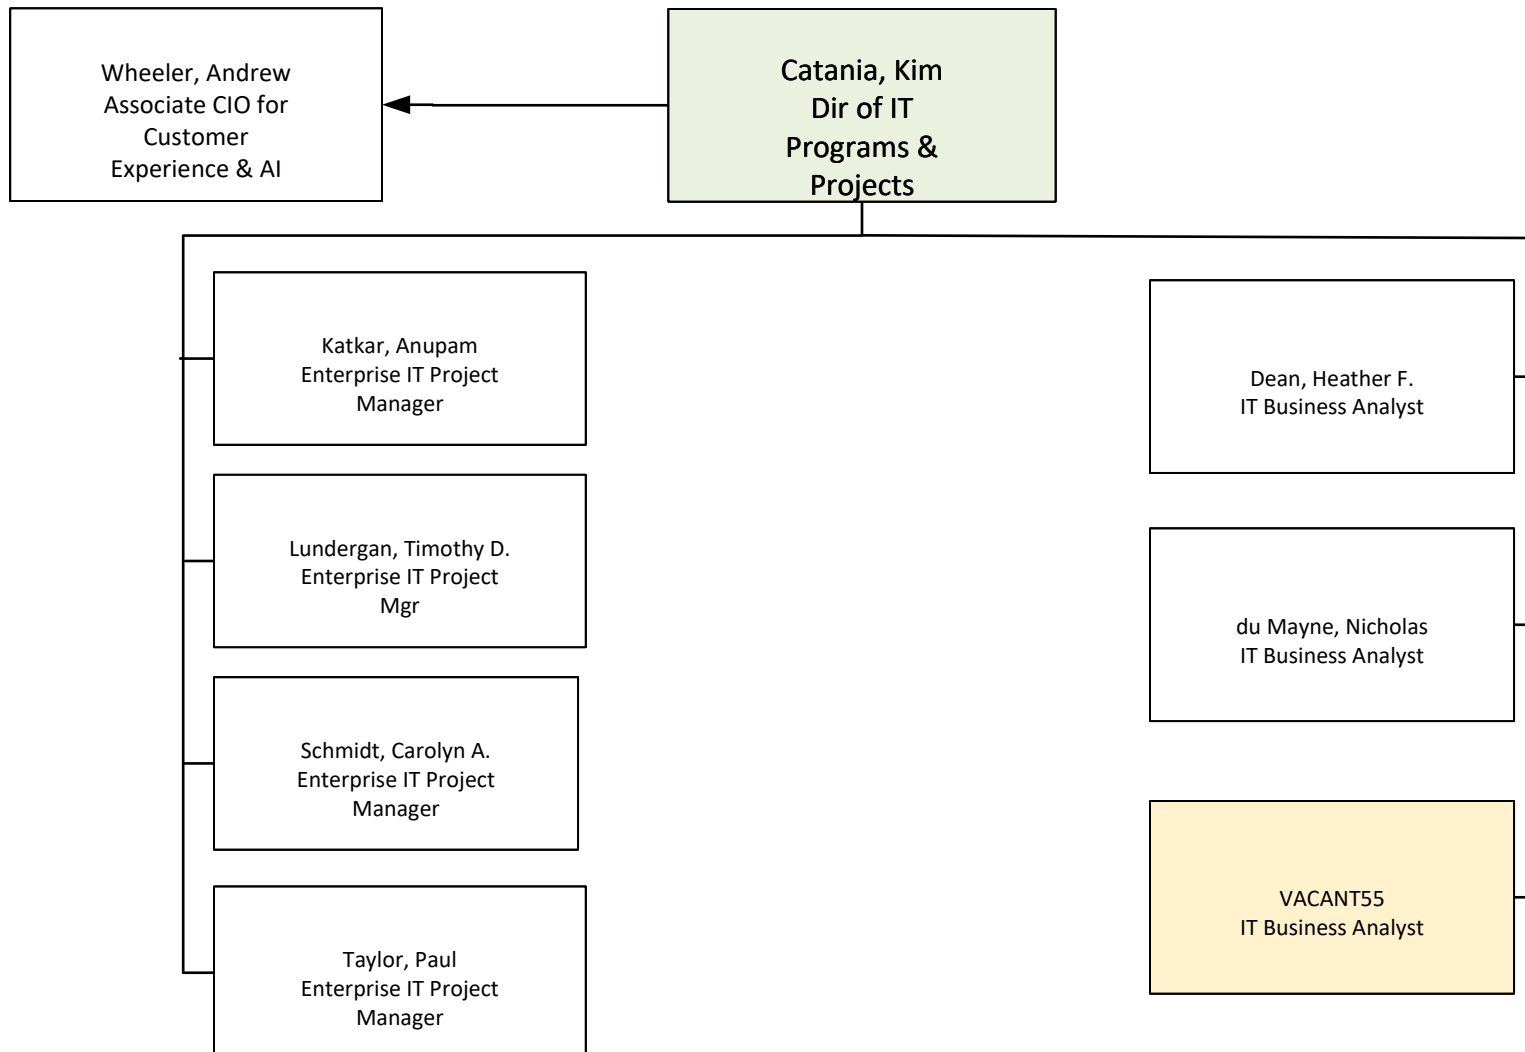 Wheeler, Andrew
Associate CIO for
Customer
Experience & AI
Catania, Kim
Dir of IT
Programs &
Projects
Katkar, Anupam
Enterprise IT Project
Manager
Lundergan, Timothy D.
Enterprise IT Project
Mgr
Schmidt, Carolyn A.
Enterprise IT Project
Manager
Taylor, Paul
Enterprise IT Project
Manager
Dean, Heather F.
IT Business Analyst
du Mayne, Nicholas
IT Business Analyst
VACANT55
IT Business Analyst